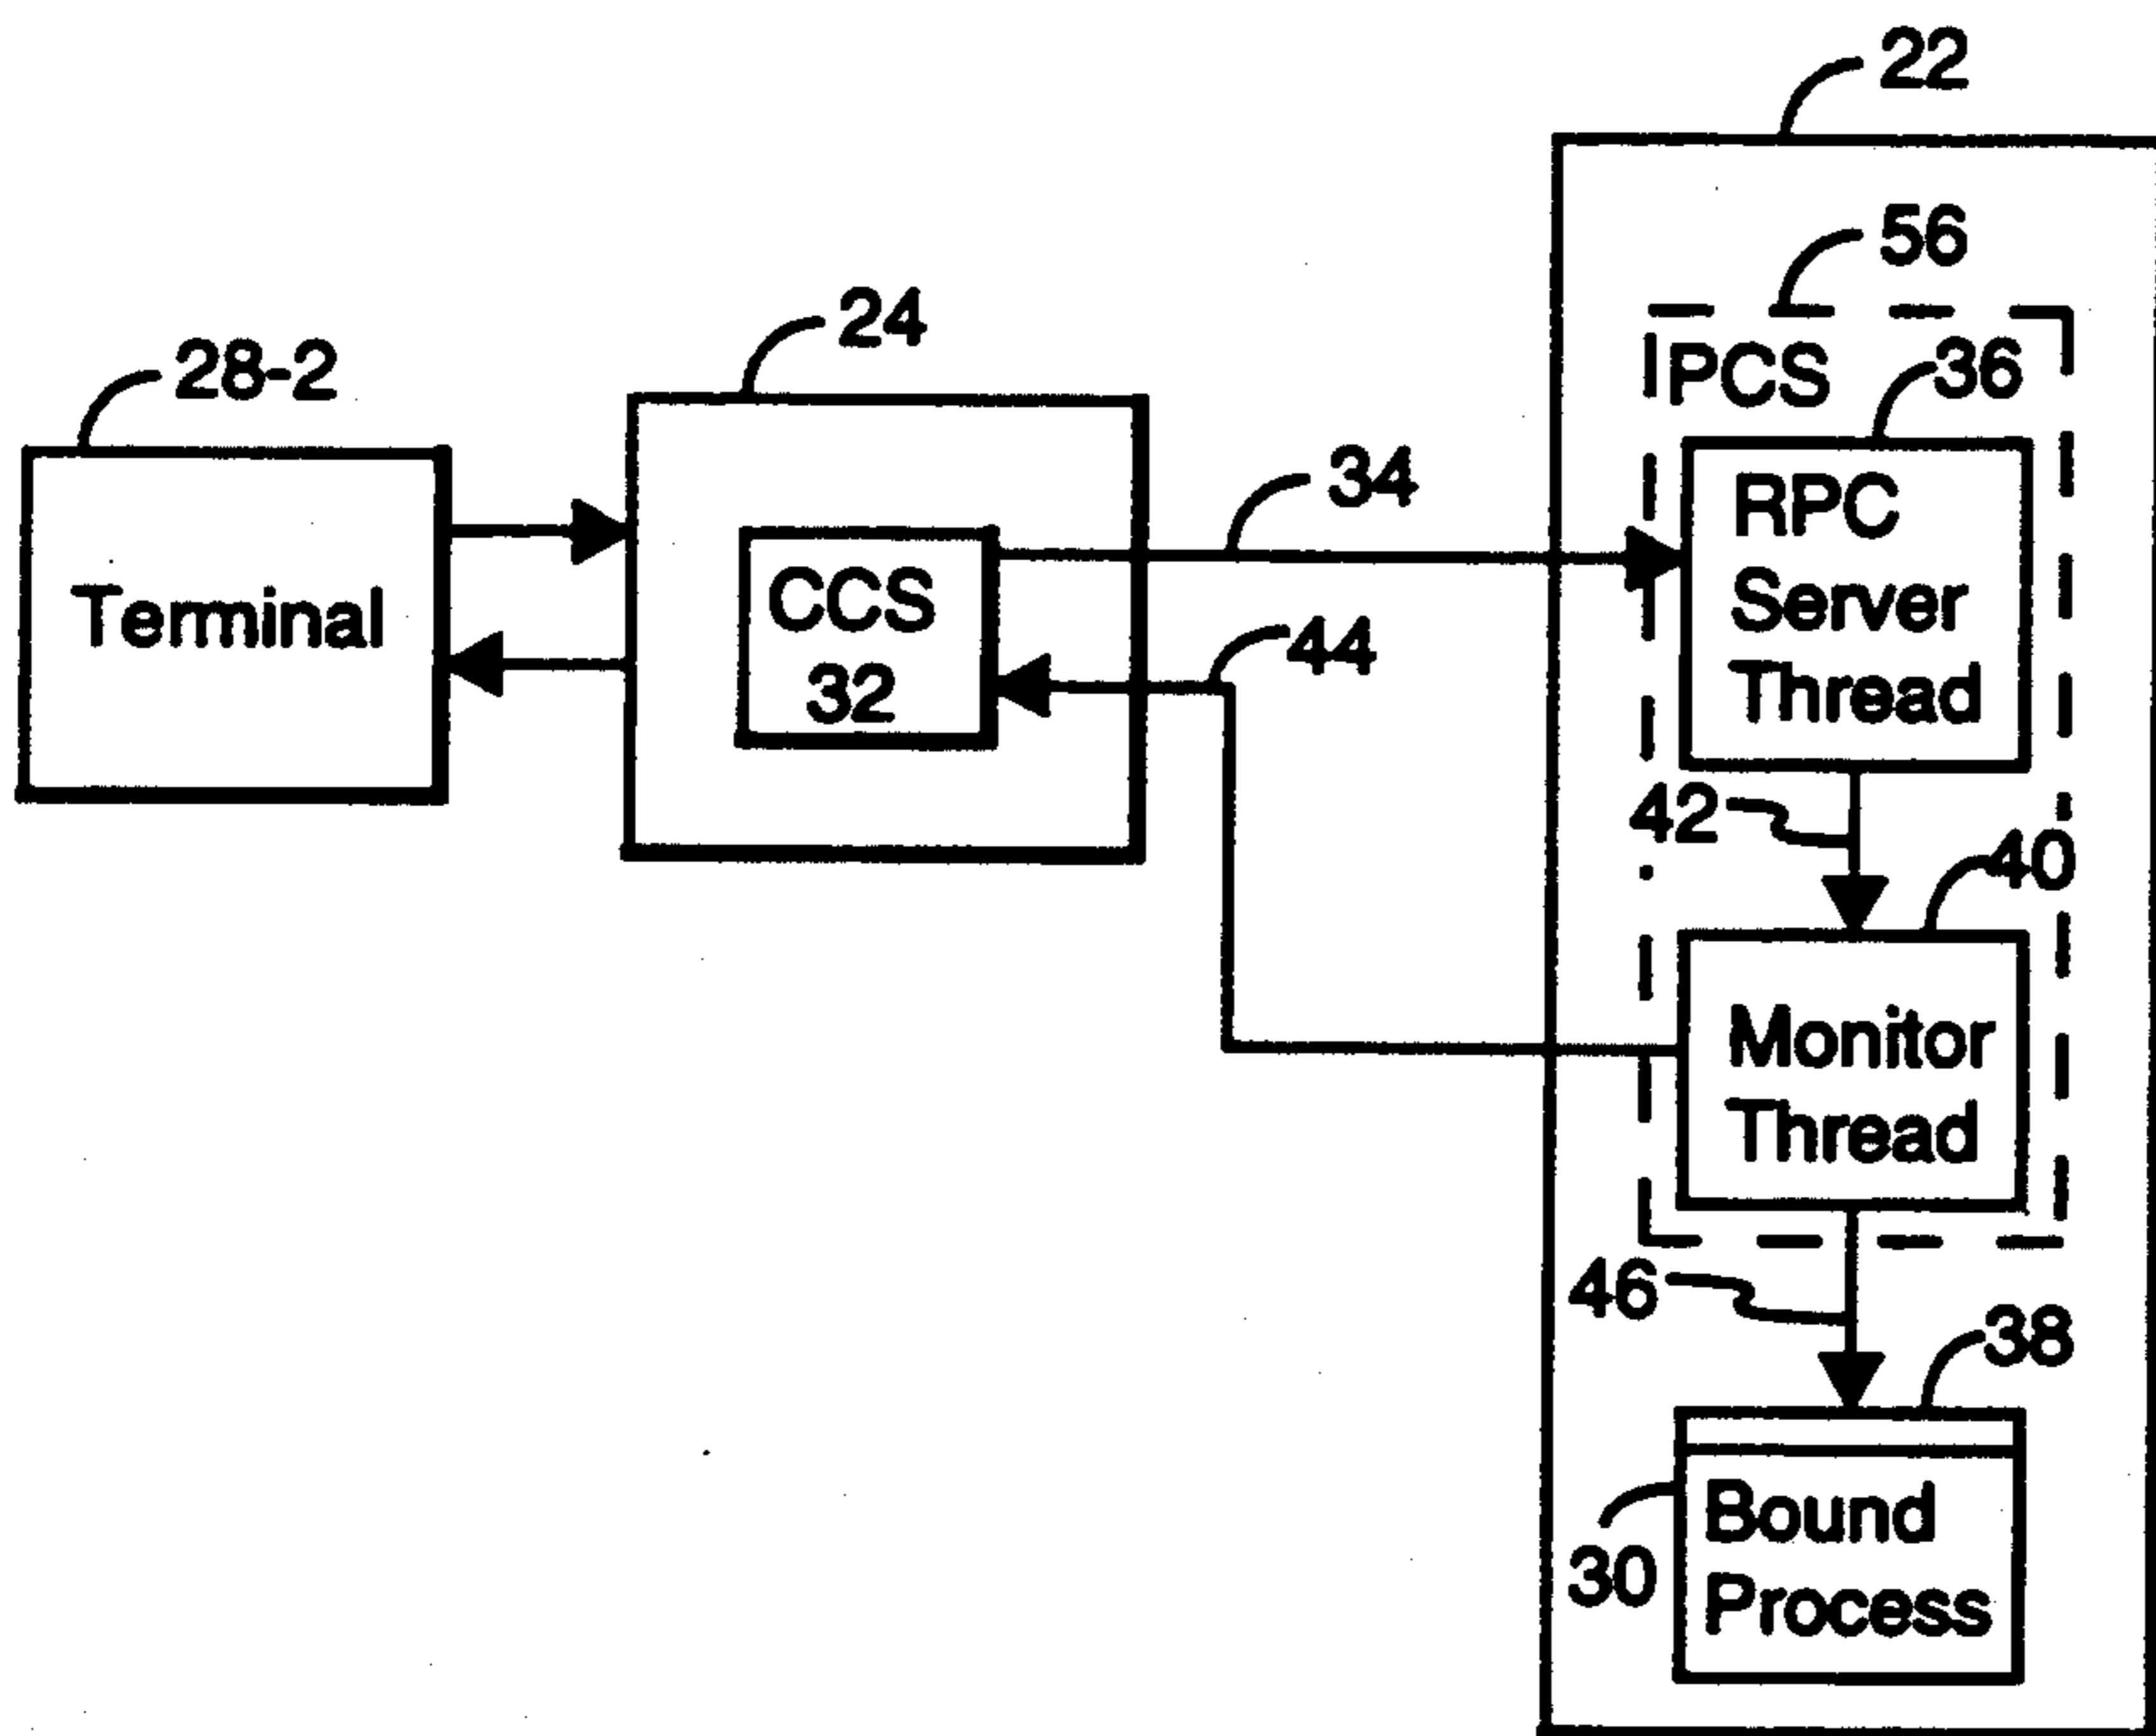 22
56
24
28-2
PCS
36
34
RPC
Server
Thread
Terminal
CCS
32
44
42
40
Monitor
Thread
46
38
Bound
Process
30